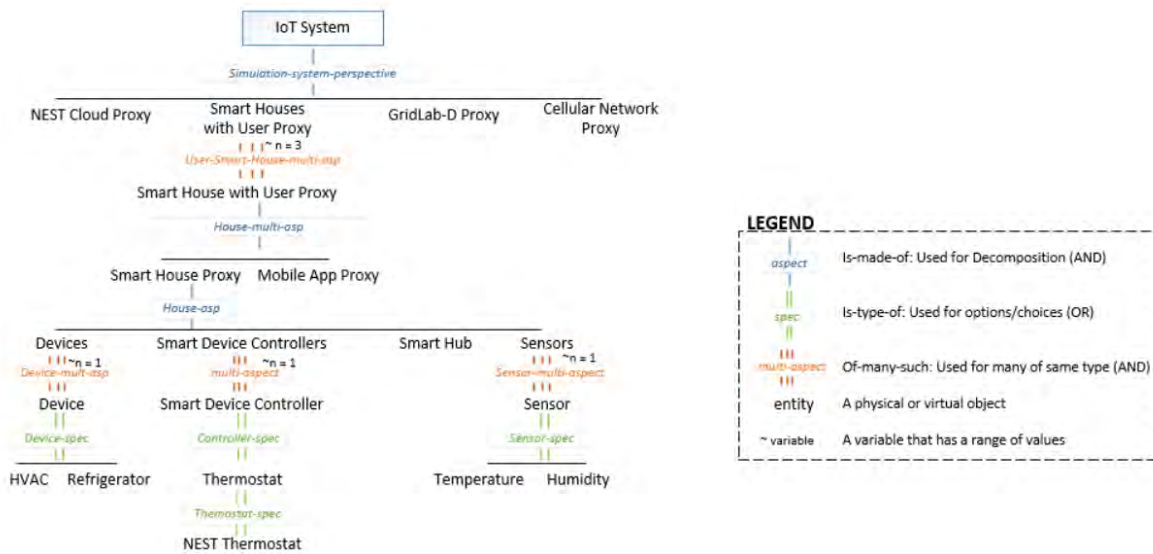 IoT System
Simulation-system-perspective
NEST Cloud Proxy
Smart Houses
with User Proxy
GridLab-D Proxy
Cellular Network
Proxy
~ n = 3
User-Smart-House-multi-asp
Smart House with User Proxy
House-multi-asp
Smart House Proxy
Mobile App Proxy
House-asp
Devices
Smart Device Controllers
Smart Hub
Sensors
~n = 1
~n = 1
~n = 1
Device-mult-asp
multi-aspect
Sensor-multi-aspect
Device
Smart Device Controller
Sensor
Device-spec
Controller-spec
Sensor-spec
HVAC
Refrigerator
Thermostat
Temperature
Humidity
Themostat-spec
NEST Thermostat
LEGEND
aspect
Is-made-of: Used for Decomposition (AND)
spec
Is-type-of: Used for options/choices (OR)
multi-aspect
Of-many-such: Used for many of same type (AND)
entity
A physical or virtual object
~ variable
A variable that has a range of values